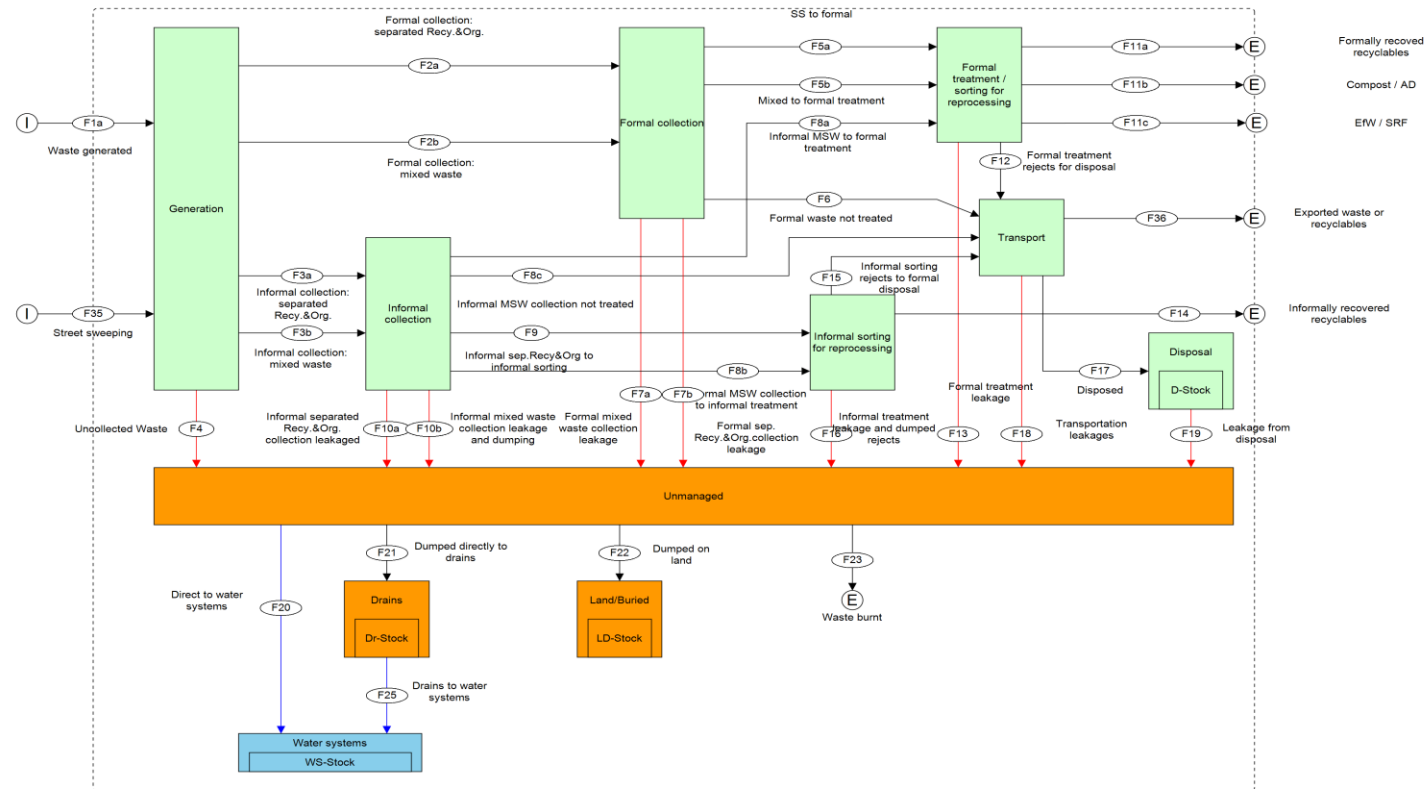 SS to formal
Formal collection:
separated Recy.&Org.
F5a
F11a
E
Formally recoved
recyclables
F2a
Formal
treatment /
sorting for
reprocessing
F5b
F11b
E
Compost / AD
Mixed to formal treatment
I
F1a
Waste generated
F8a
F11c
E
EfW / SRF
Formal collection
F2b
Informal MSW to formal
treatment
Formal collection:
mixed waste
F12
Formal treatment
rejects for disposal
Generation
F6
Formal waste not treated
F36
E
Exported waste or
recyclables
Transport
F3a
Informal collection:
separated
Recy.&Org.
F8c
Informal MSW collection not treated
F15
Informal sorting
rejects to formal
disposal
I
F35
Street sweeping
Informal
collection
F14
E
Informally recovered
recyclables
F3b
Informal collection:
mixed waste
F9
Informal sorting
for reprocessing
Informal sep.Recy&Org to
informal sorting
F8b
Disposal
D-Stock
F17
Disposed
F7a
F7b
rmal MSW collection
to informal treatment
Formal treatment
leakage
F4
Uncollected Waste
Informal separated
Recy.&Org.
collection leakaged
F10a
F10b
Informal mixed waste
collection leakage
and dumping
Formal mixed
waste collection
leakage
Formal sep.
Recy.&Org.collection
leakage
Informal treatment
leakage and dumped
rejects
F16
F13
F18
Transportation
leakages
F19
Leakage from
disposal
Unmanaged
F21
Dumped directly to
drains
F22
Dumped on
land
F23
E
Waste burnt
Direct to water
systems
F20
Drains
Dr-Stock
Land/Buried
LD-Stock
F25
Drains to water
systems
Water systems
WS-Stock